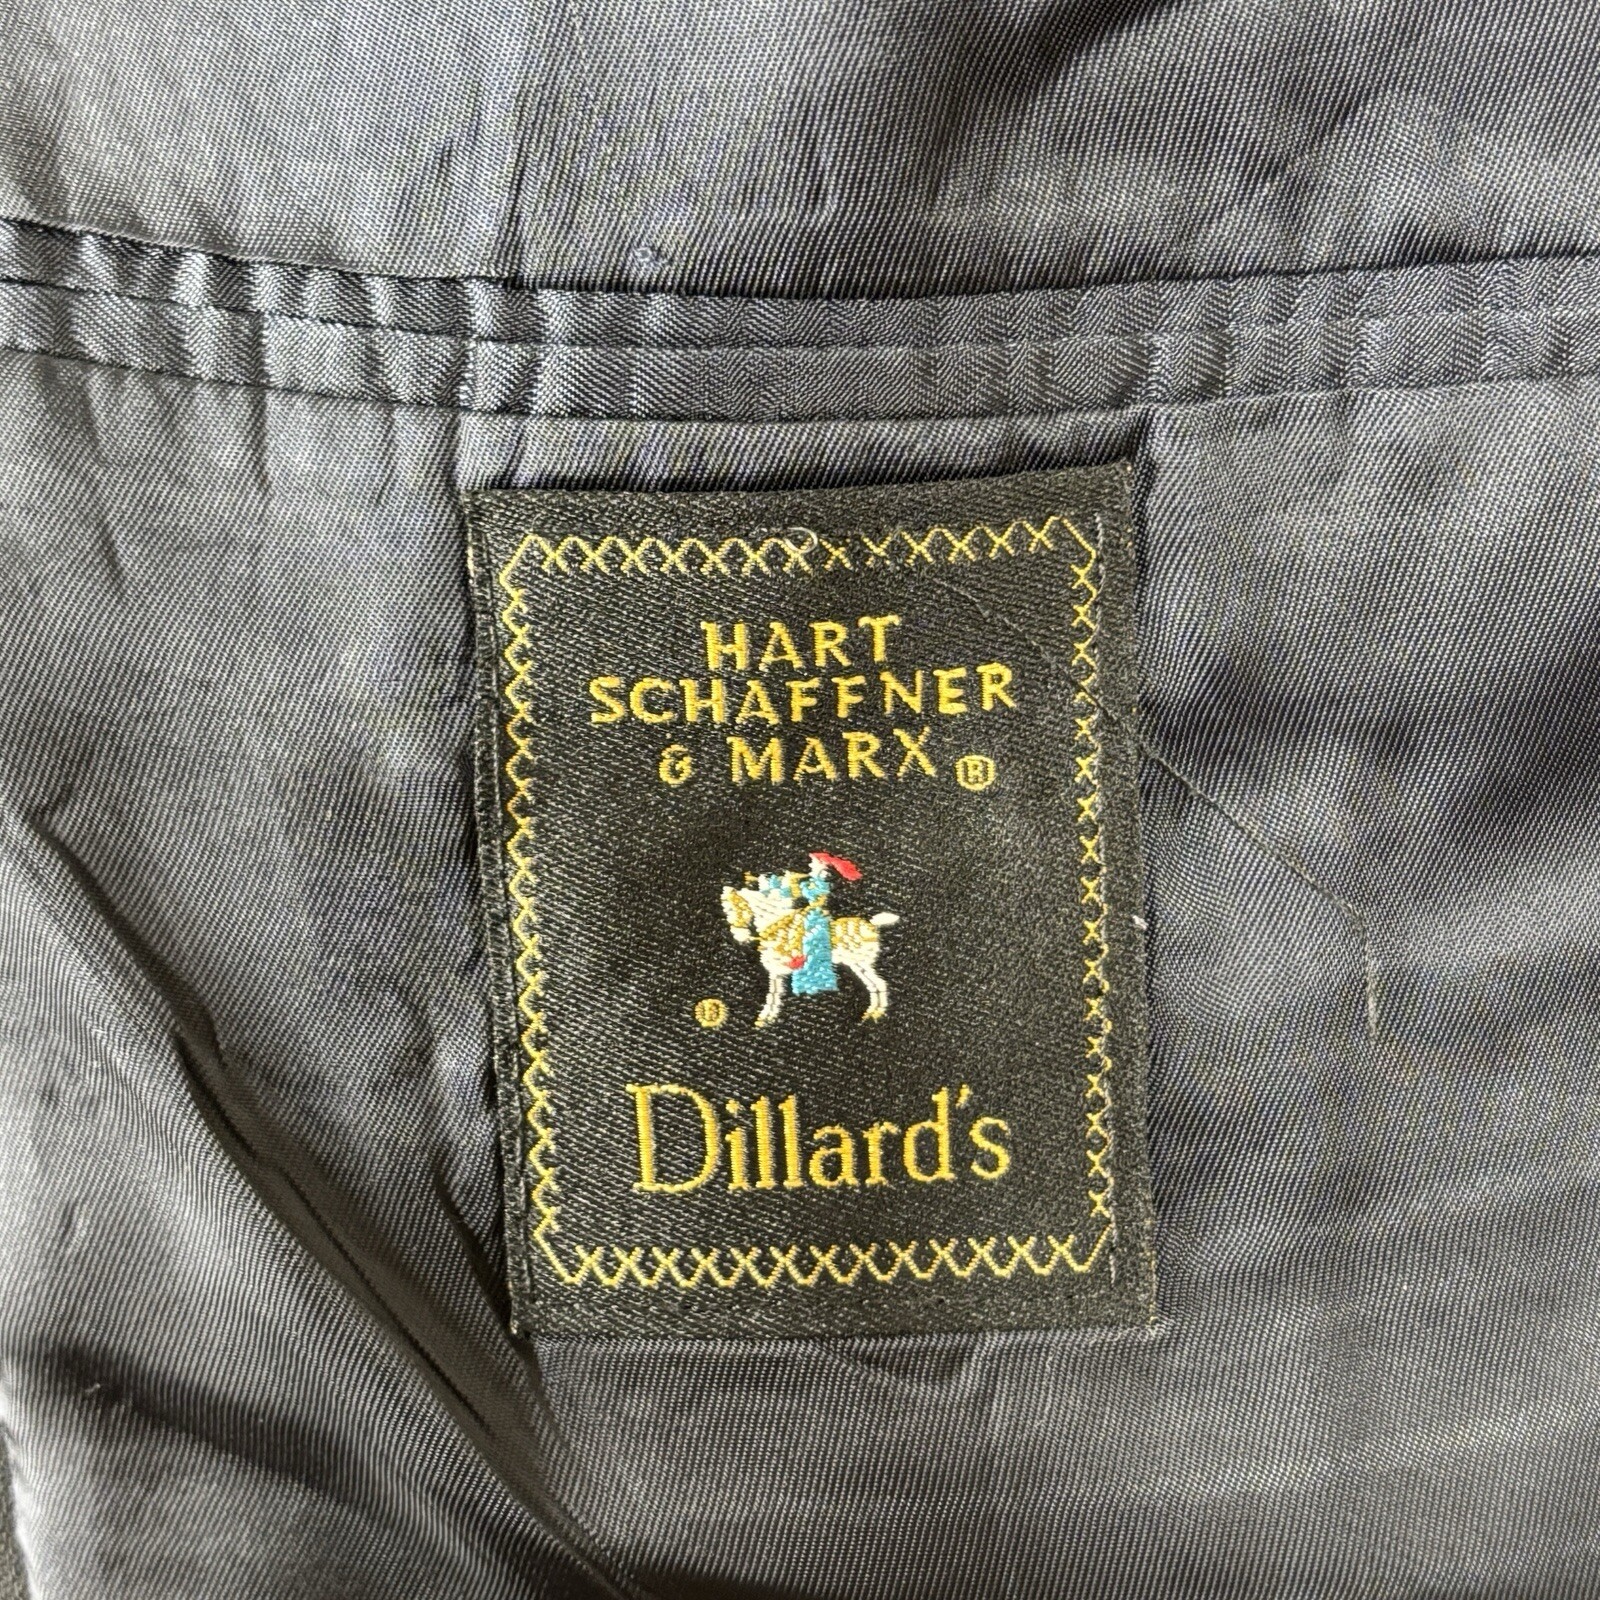 HART
SCHAFFNER
& MARX ®
®
Dillard's